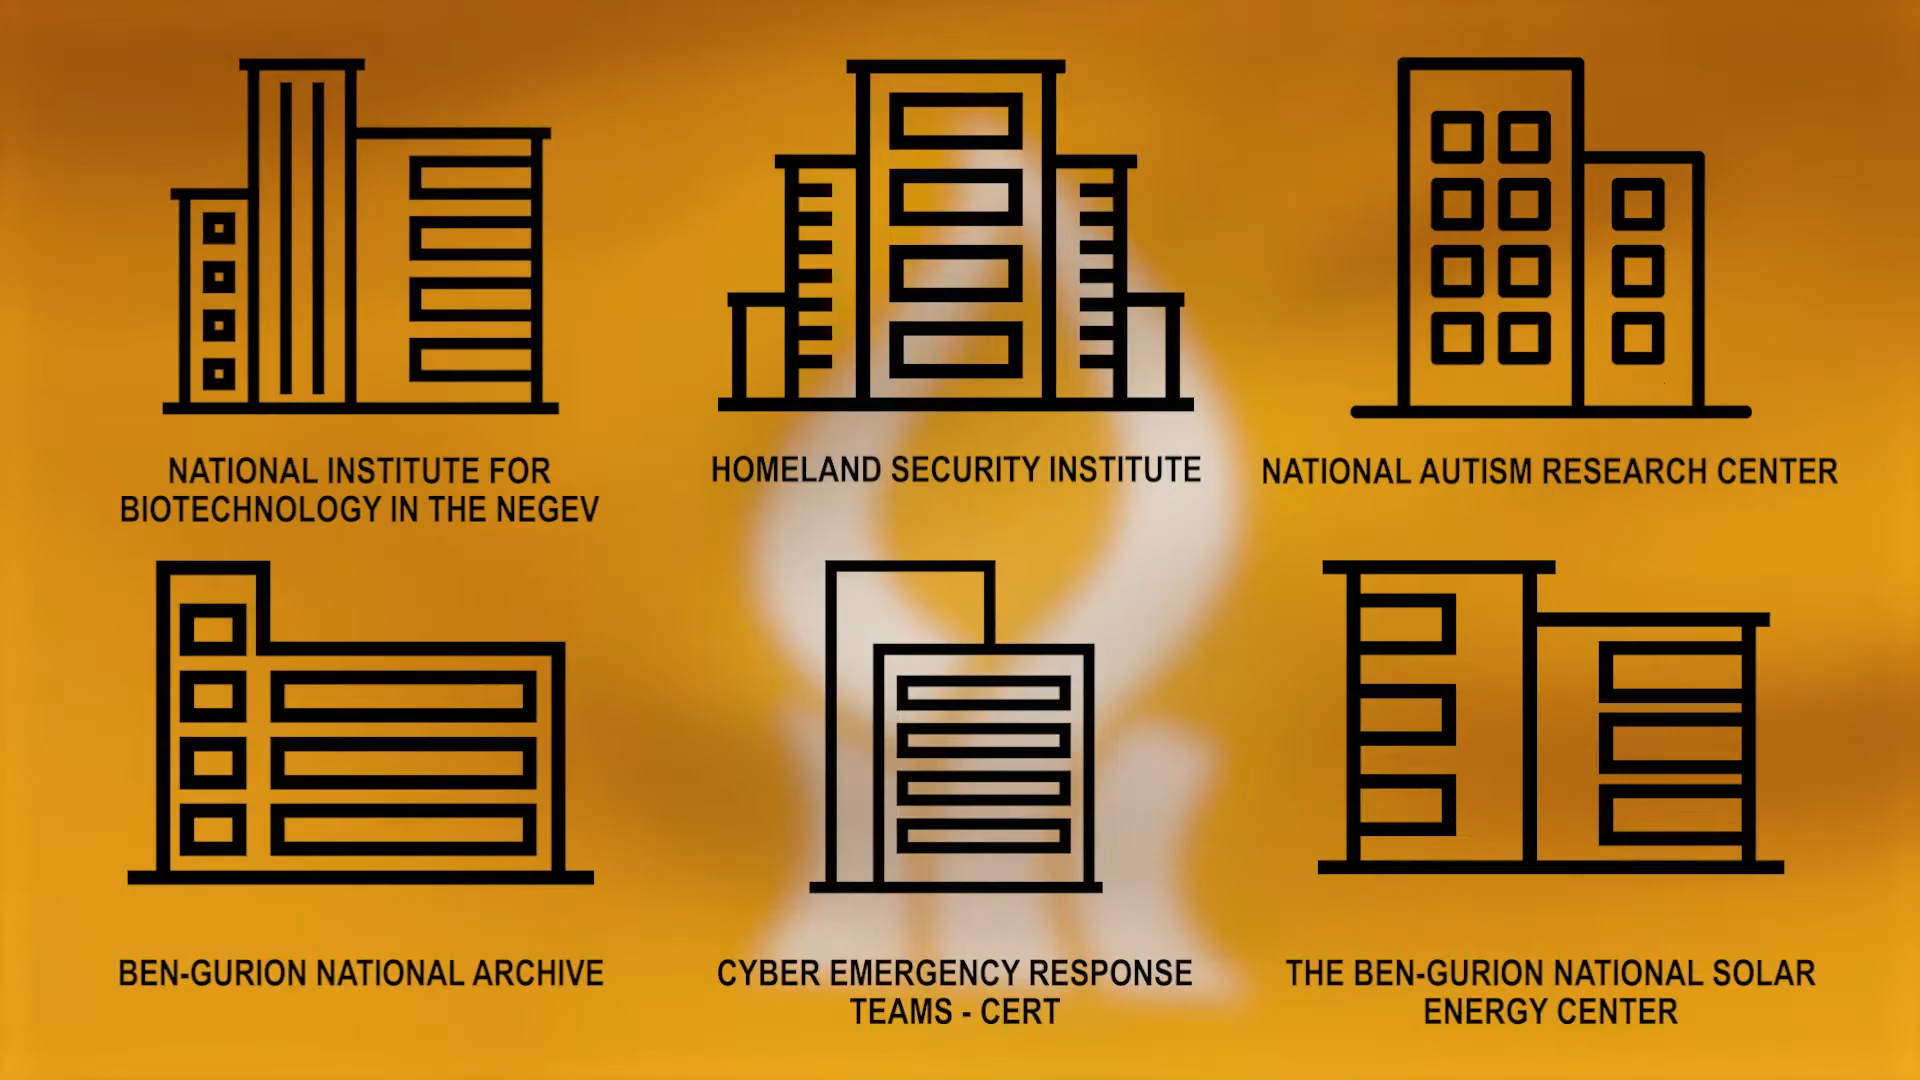 NATIONAL INSTITUTE FOR
BIOTECHNOLOGY IN THE NEGEV
HOMELAND SECURITY INSTITUTE
NATIONAL AUTISM RESEARCH CENTER
BEN-GURION NATIONAL ARCHIVE
CYBER EMERGENCY RESPONSE
TEAMS - CERT
THE BEN-GURION NATIONAL SOLAR
ENERGY CENTER